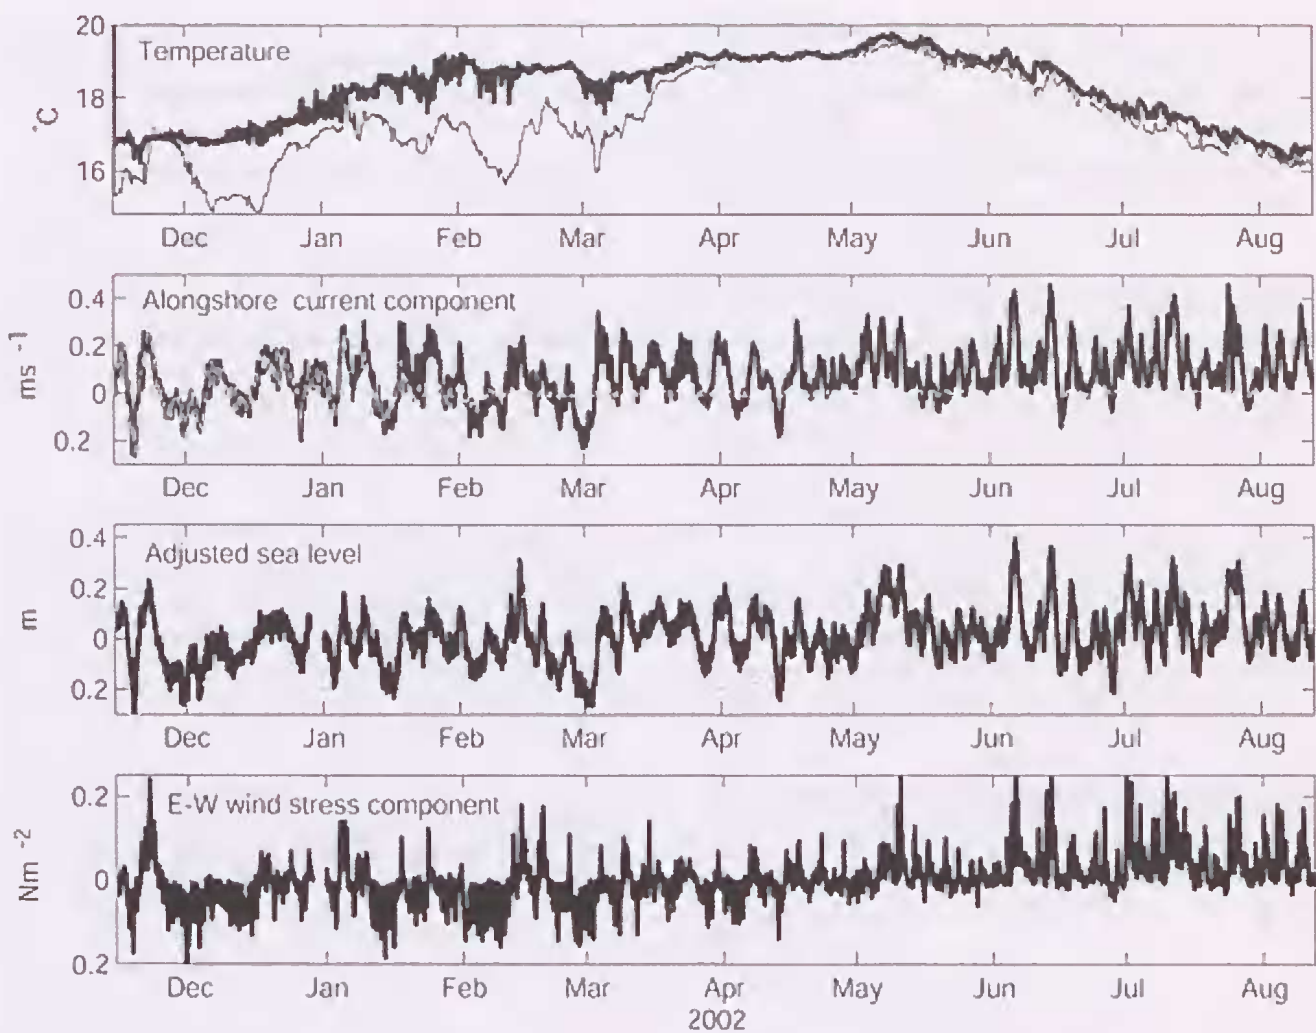 20
18
16
°C
Temperature
Dec Jan Feb Mar Apr May Jun Jul Aug
0.4
0.2
0
0.2
ms -1
Alongshore current component
Dec Jan Feb Mar Apr May Jun Jul Aug
0.4
0.2
0
0.2
m
Adjusted sea level
Dec Jan Feb Mar Apr May Jun Jul Aug
0.2
0
0.2
Nm -2
E-W wind stress component
Dec Jan Feb Mar Apr May Jun Jul Aug
2002